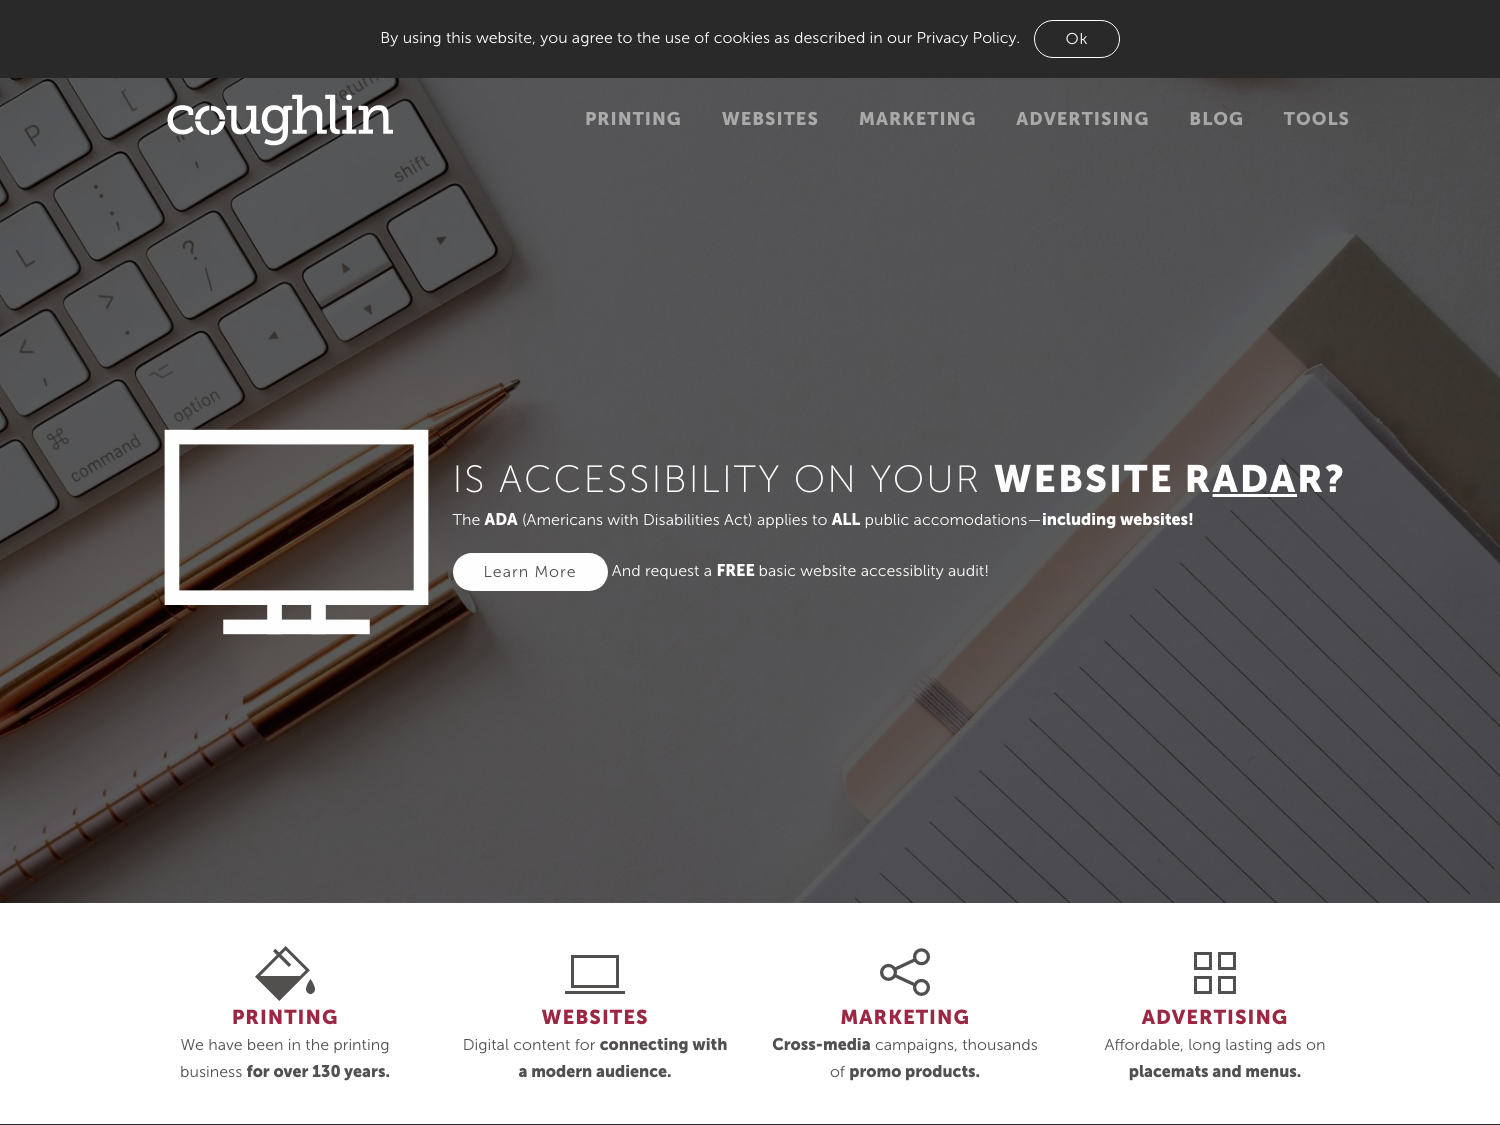 By using this website, you agree to the use of cookies as described in our Privacy Policy.
Ok
coughlin
PRINTING
WEBSITES
MARKETING
ADVERTISING
BLOG
TOOLS
return
P
[
shift
:
;
L
?
/
>
.
<
,
option
⌥
⌘
command
IS ACCESSIBILITY ON YOUR WEBSITE RADAR?
The ADA (Americans with Disabilities Act) applies to ALL public accomodations—including websites!
Learn More
And request a FREE basic website accessiblity audit!
PRINTING
We have been in the printing
business for over 130 years.
WEBSITES
Digital content for connecting with
a modern audience.
MARKETING
Cross-media campaigns, thousands
of promo products.
ADVERTISING
Affordable, long lasting ads on
placemats and menus.